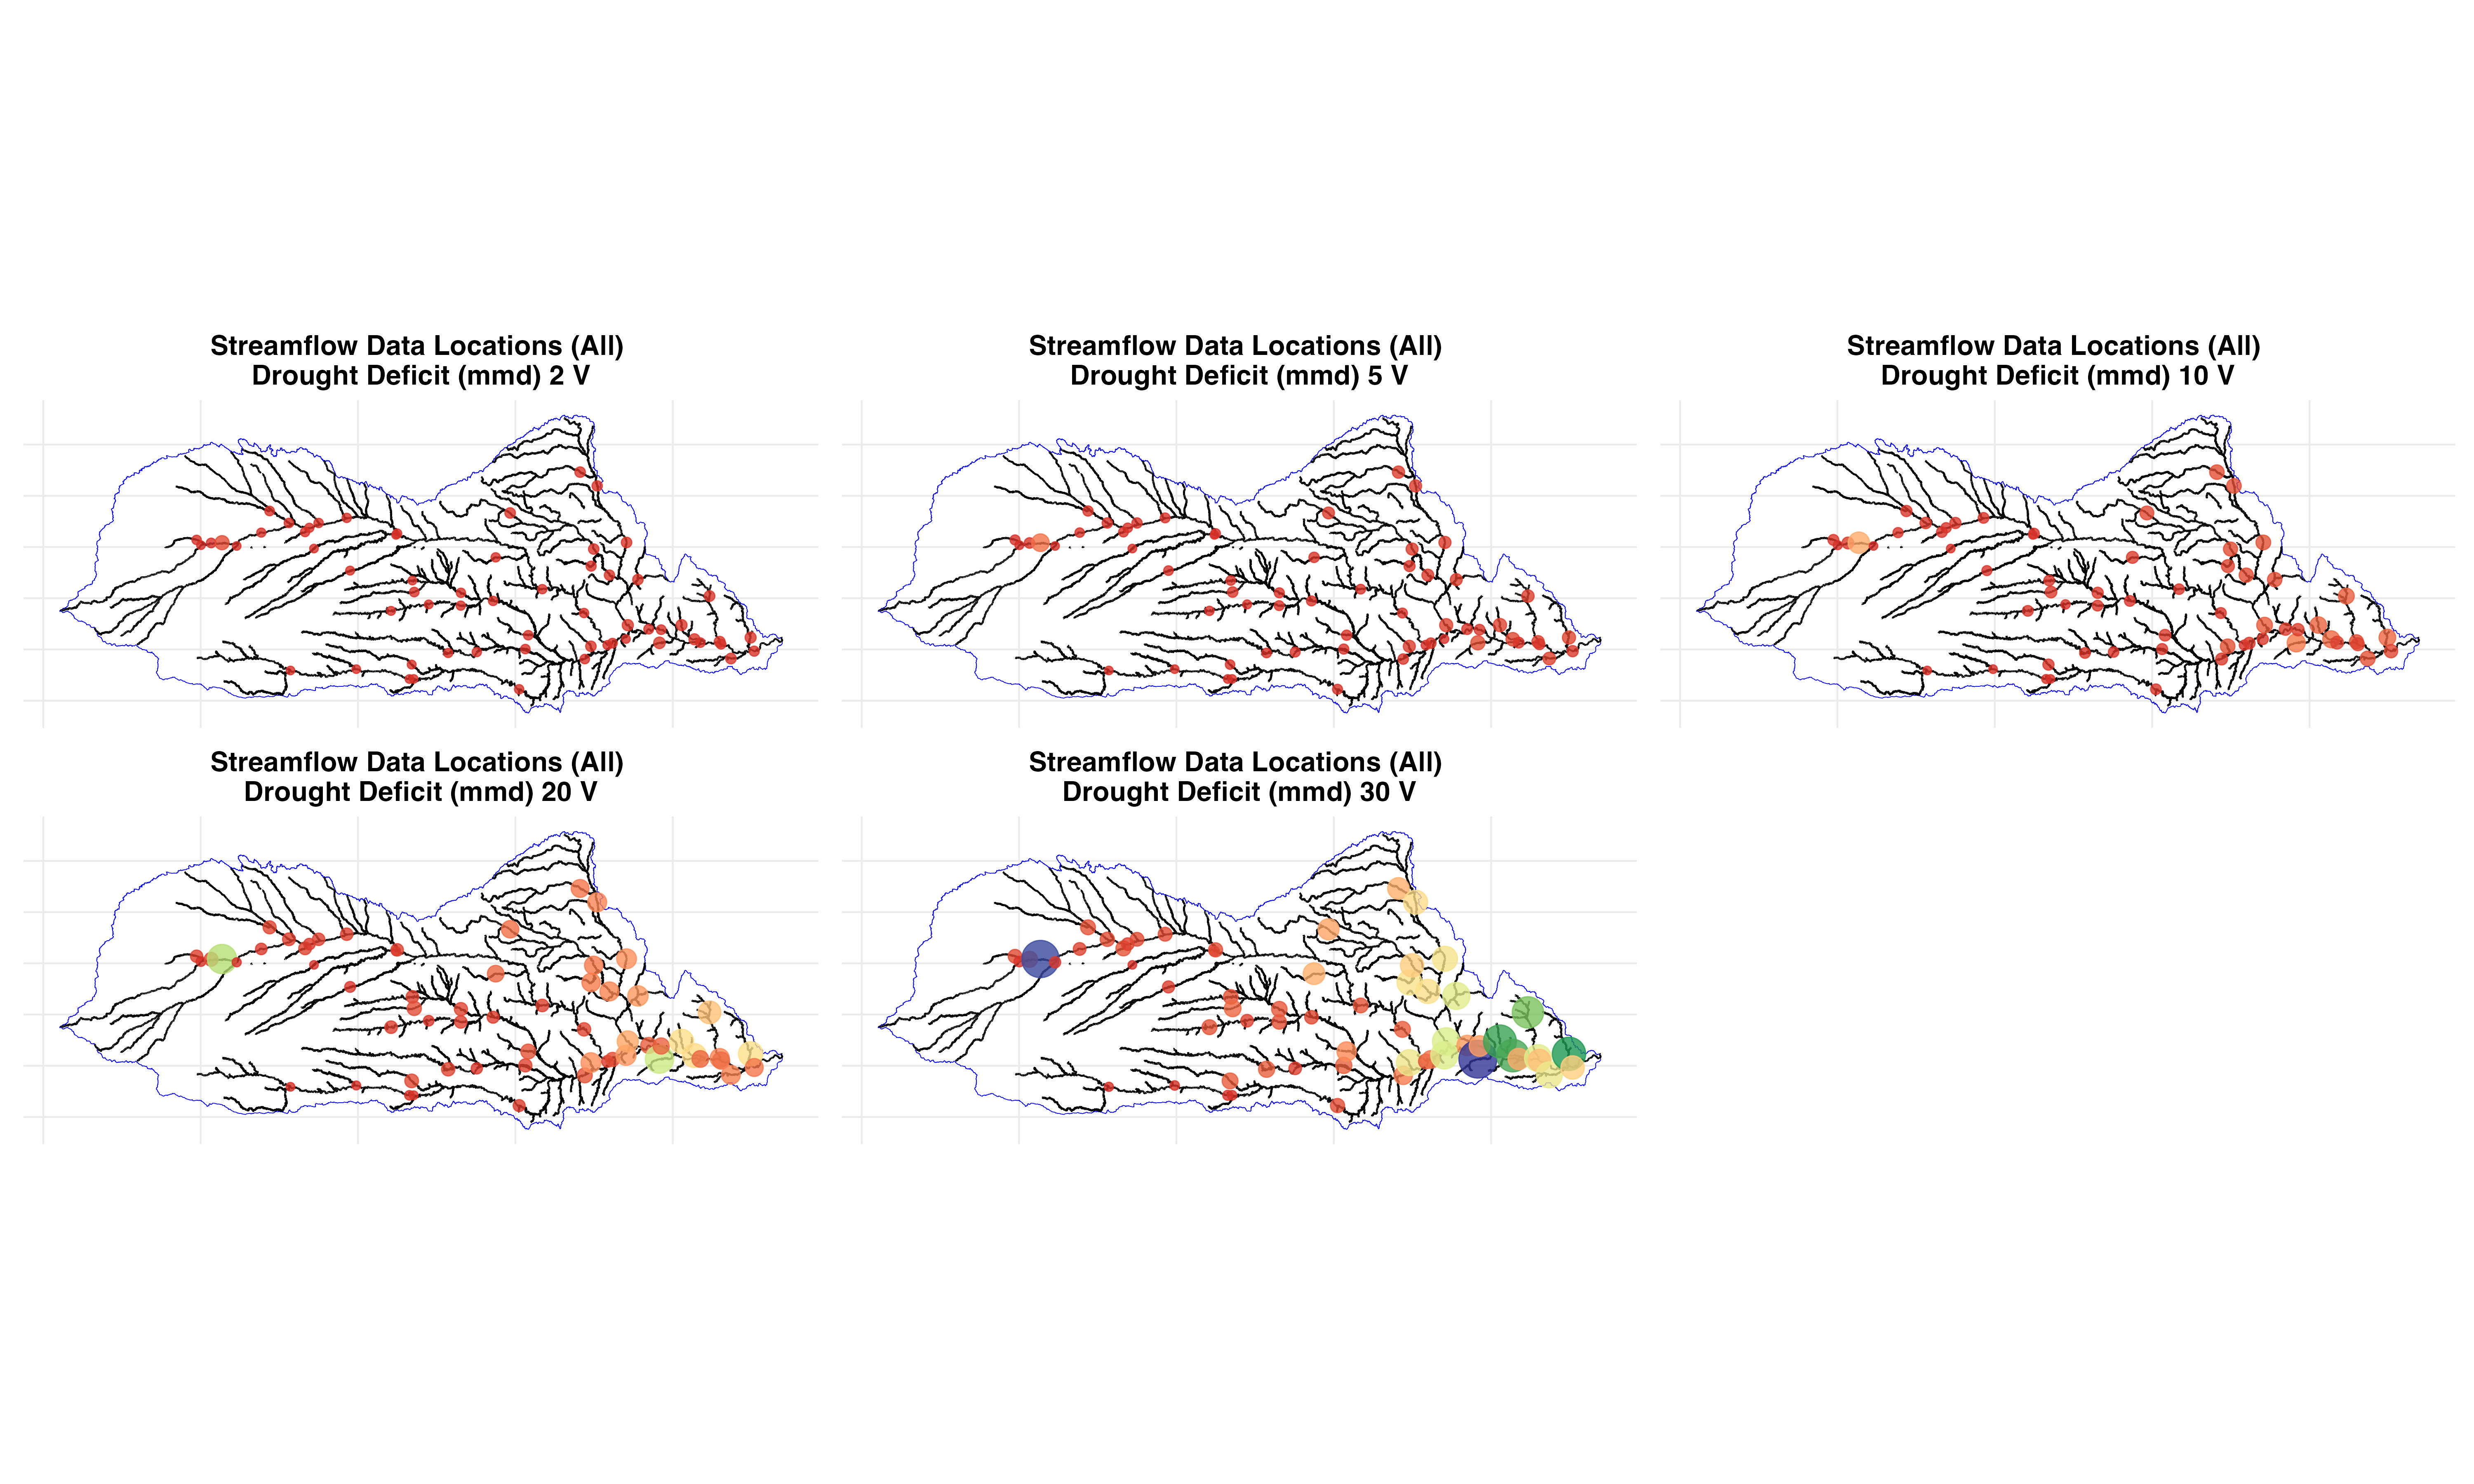 Streamflow Data Locations (All)
Drought Deficit (mmd) 2 V
Streamflow Data Locations (All)
Drought Deficit (mmd) 5 V
Streamflow Data Locations (All)
Drought Deficit (mmd) 10 V
Streamflow Data Locations (All)
Drought Deficit (mmd) 20 V
Streamflow Data Locations (All)
Drought Deficit (mmd) 30 V